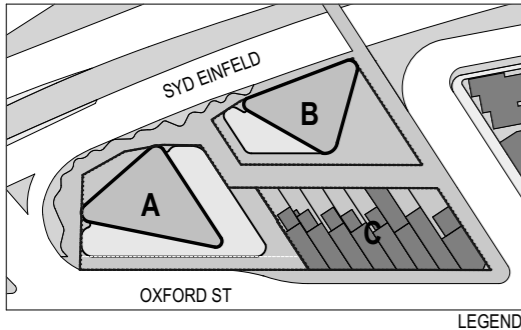 SYD EINFELD
B
A
C
OXFORD ST
LEGEND